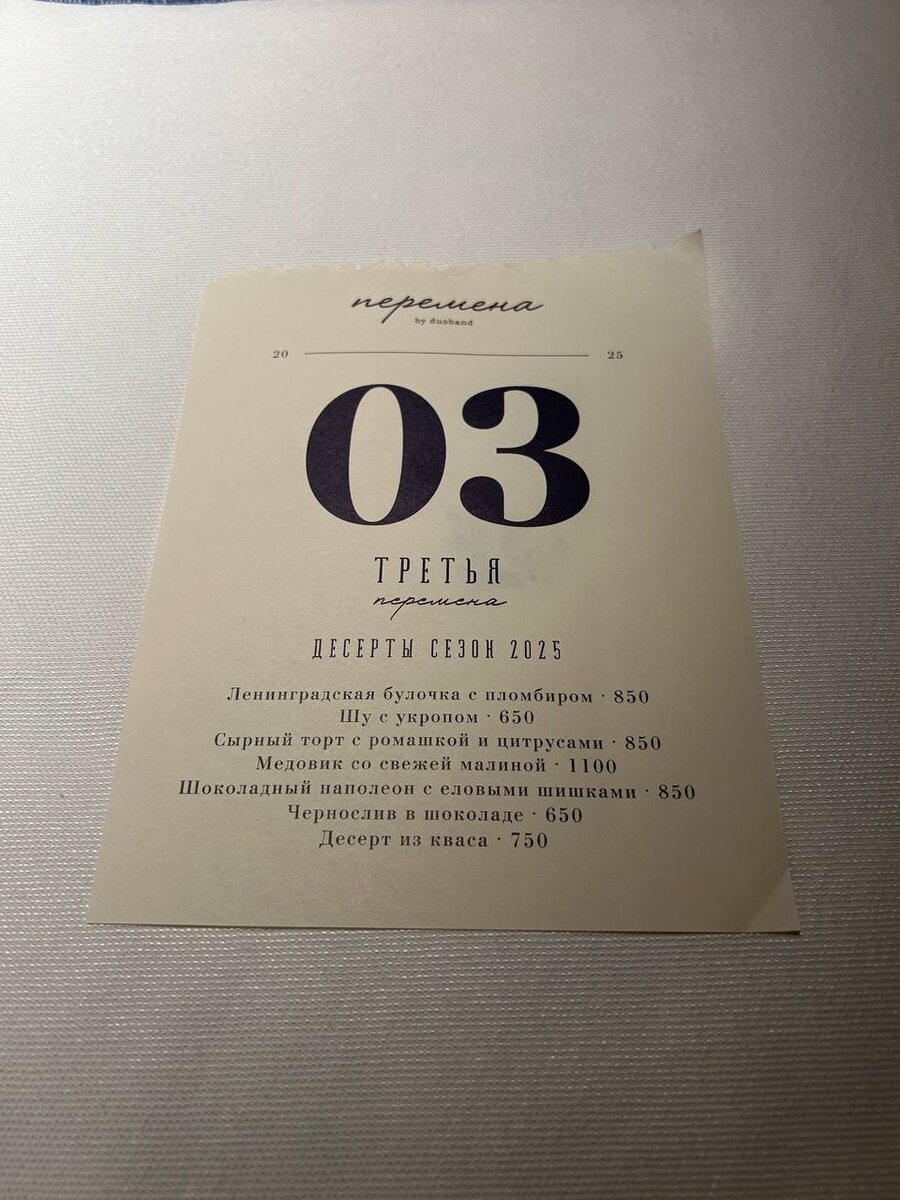 перемена
by duoband
20 25
03
ТРЕТЬЯ
перемена
ДЕСЕРТЫ СЕЗОН 2025
Ленинградская булочка с пломбиром · 850
Шу с укропом · 650
Сырный торт с ромашкой и цитрусами · 850
Медовик со свежей малиной · 1100
Шоколадный наполеон с еловыми шишками · 850
Чернослив в шоколаде · 650
Десерт из кваса · 750